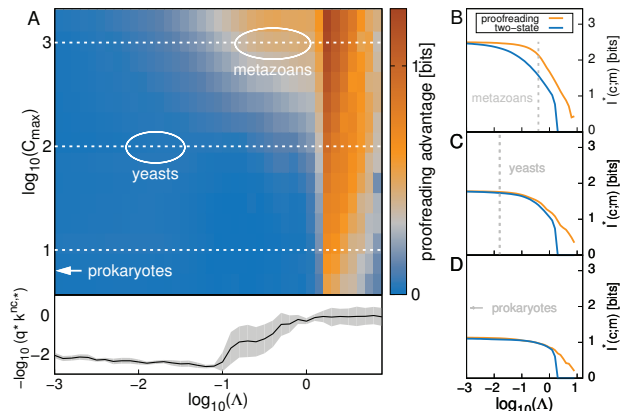 A
3
2
1
log10(Cmax)
metazoans
yeasts
prokaryotes
1
0
proofreading advantage [bits]
0
−2
−log10 (q* k^nc,*)
−3
−2
−1
0
log10(Λ)
B
proofreading
two-state
metazoans
3
2
1
0
I* (c;m) [bits]
C
yeasts
3
2
1
0
I* (c;m) [bits]
D
prokaryotes
3
2
1
0
I* (c;m) [bits]
−3
−2
−1
0
1
log10(Λ)